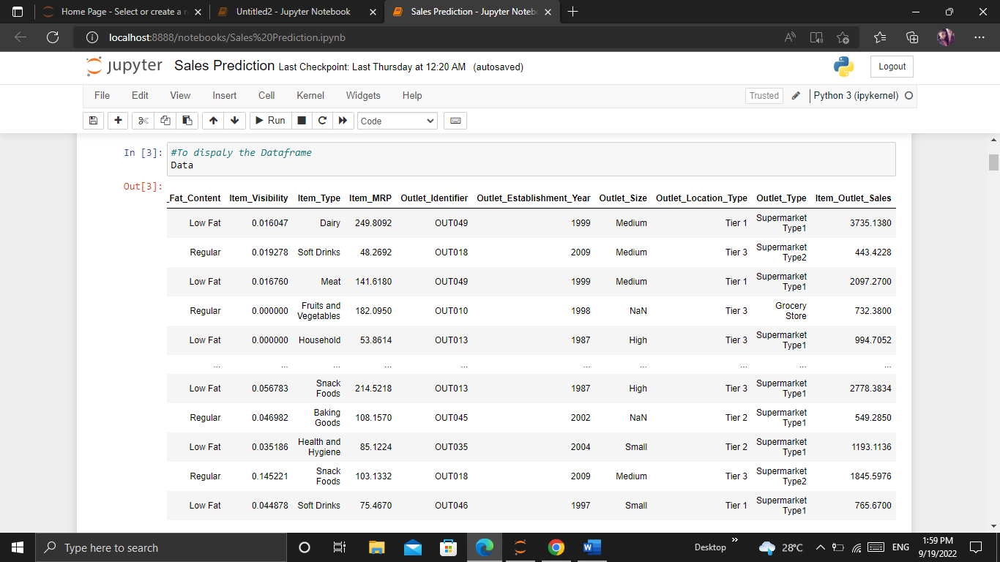 Home Page - Select or create a n
Untitled2 - Jupyter Notebook
Sales Prediction - Jupyter Noteb
localhost:8888/notebooks/Sales%20Prediction.ipynb
jupyter Sales Prediction Last Checkpoint: Last Thursday at 12:20 AM (autosaved)
Logout
File Edit View Insert Cell Kernel Widgets Help
Trusted
Python 3 (ipykernel)
Run
Code
In [3]: #To dispaly the Dataframe
Data
Out[3]:
_Fat_Content Item_Visibility Item_Type Item_MRP Outlet_Identifier Outlet_Establishment_Year Outlet_Size Outlet_Location_Type Outlet_Type Item_Outlet_Sales
Low Fat 0.016047 Dairy 249.8092 OUT049 1999 Medium Tier 1 Supermarket Type1 3735.1380
Regular 0.019278 Soft Drinks 48.2692 OUT018 2009 Medium Tier 3 Supermarket Type2 443.4228
Low Fat 0.016760 Meat 141.6180 OUT049 1999 Medium Tier 1 Supermarket Type1 2097.2700
Regular 0.000000 Fruits and Vegetables 182.0950 OUT010 1998 NaN Tier 3 Grocery Store 732.3800
Low Fat 0.000000 Household 53.8614 OUT013 1987 High Tier 3 Supermarket Type1 994.7052
... ... ... ... ... ... ... ... ... ...
Low Fat 0.056783 Snack Foods 214.5218 OUT013 1987 High Tier 3 Supermarket Type1 2778.3834
Regular 0.046982 Baking Goods 108.1570 OUT045 2002 NaN Tier 2 Supermarket Type1 549.2850
Low Fat 0.035186 Health and Hygiene 85.1224 OUT035 2004 Small Tier 2 Supermarket Type1 1193.1136
Regular 0.145221 Snack Foods 103.1332 OUT018 2009 Medium Tier 3 Supermarket Type2 1845.5976
Low Fat 0.044878 Soft Drinks 75.4670 OUT046 1997 Small Tier 1 Supermarket Type1 765.6700
Type here to search
Desktop
28°C
ENG
1:59 PM
9/19/2022